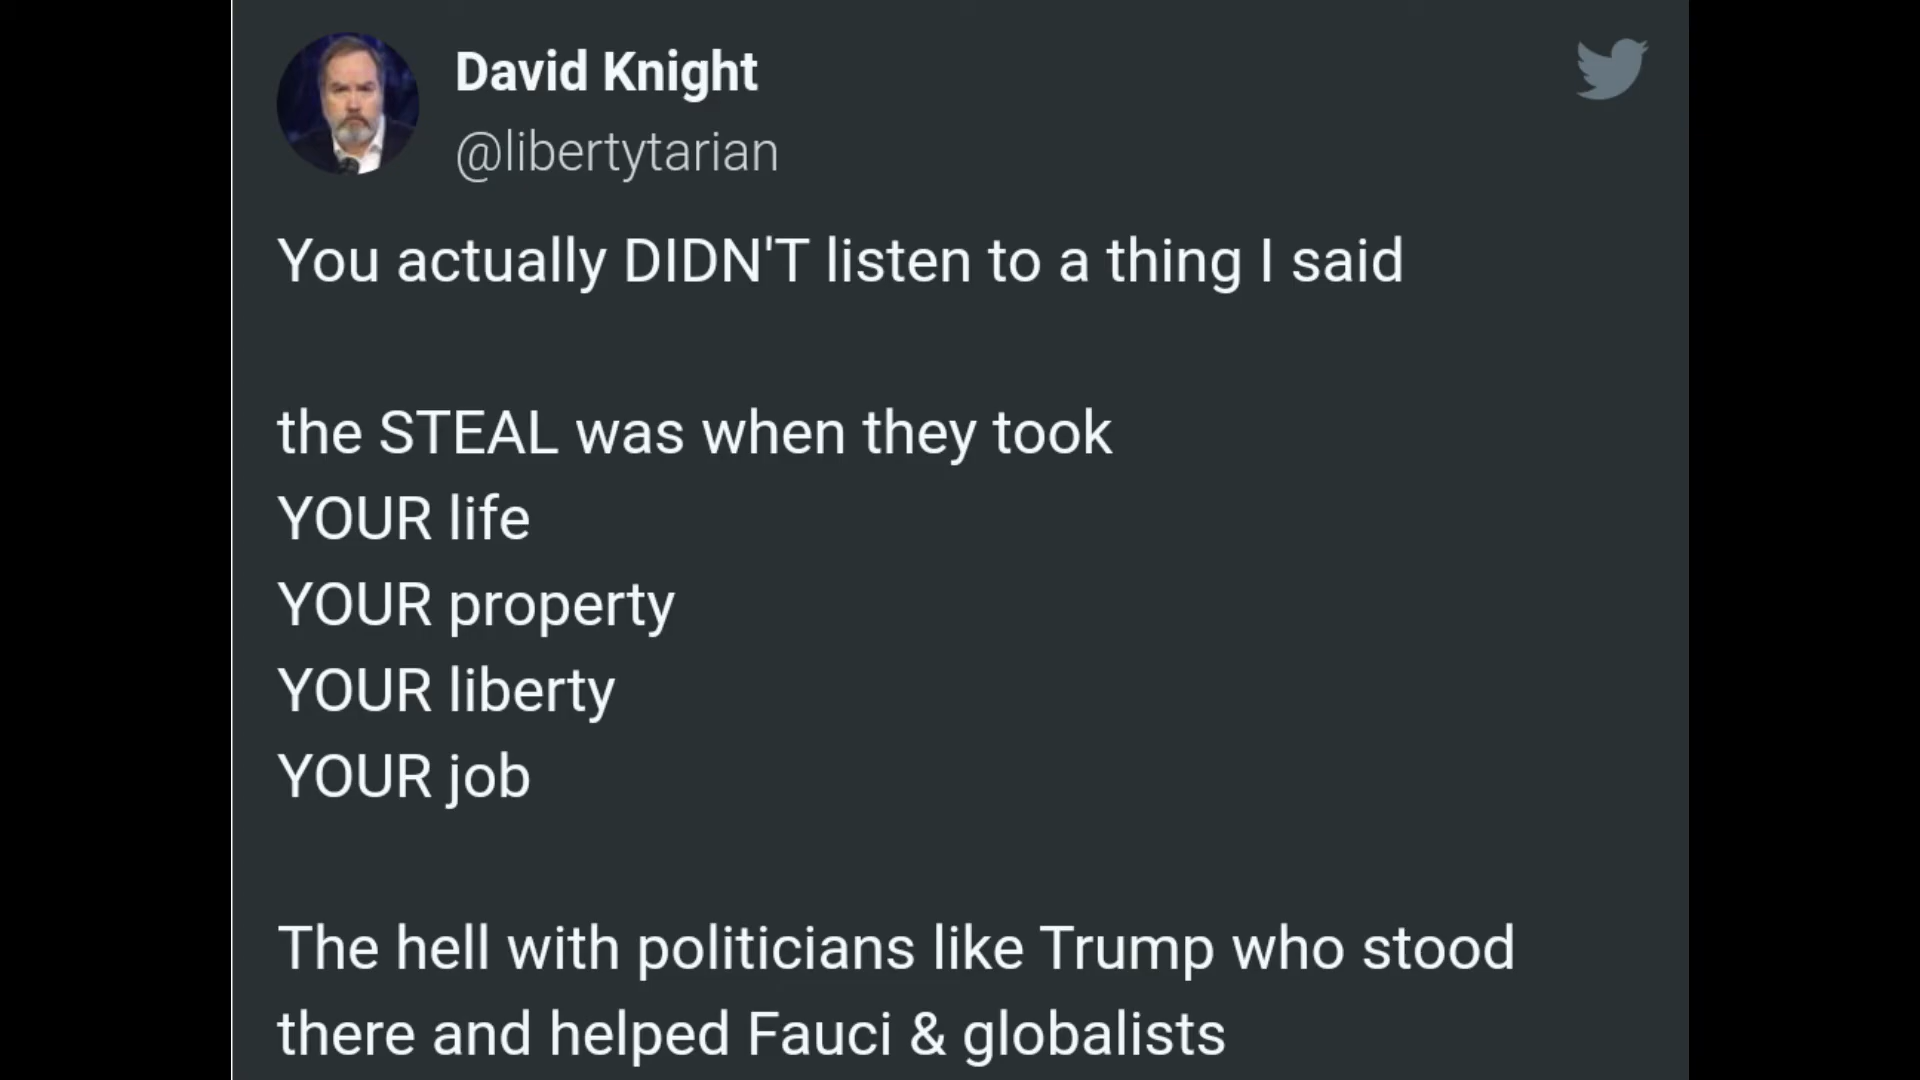 David Knight
@libertytarian
You actually DIDN'T listen to a thing I said
the STEAL was when they took
YOUR life
YOUR property
YOUR liberty
YOUR job
The hell with politicians like Trump who stood
there and helped Fauci & globalists